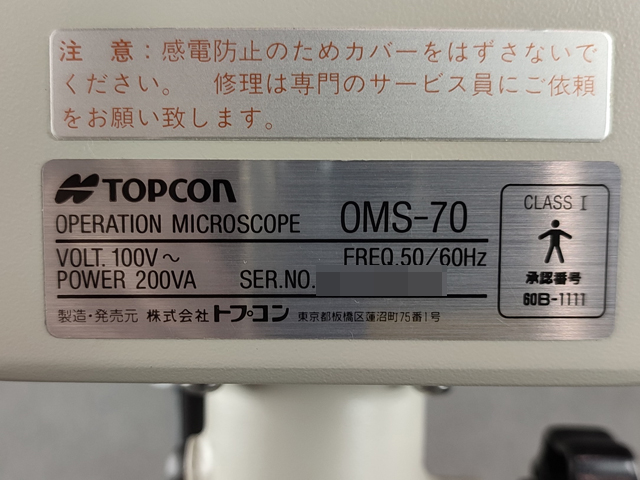 注 意：感電防止のためカバーをはずさないで
ください。 修理は専門のサービス員にご依頼
をお願い致します。
TOPCON
OPERATION MICROSCOPE OMS-70
VOLT. 100V～ FREQ. 50/60Hz
POWER 200VA SER.NO.
製造・発売元 株式会社トプコン 東京都板橋区蓮沼町75番1号
CLASS I
承認番号
60B-1111